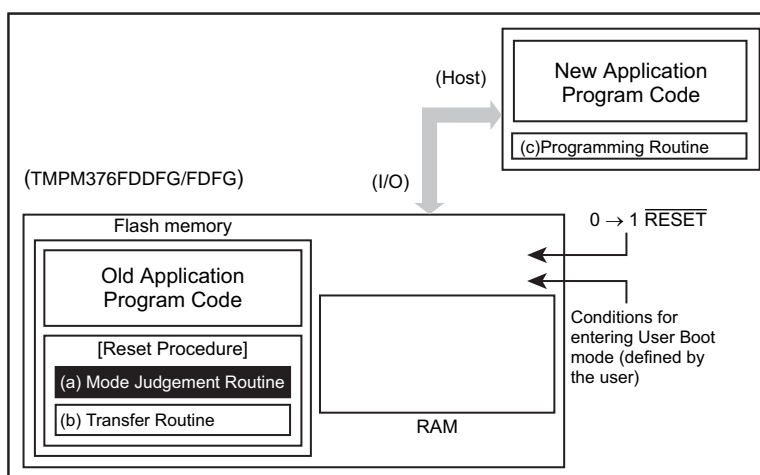 New Application
Program Code
(Host)
(c)Programming Routine
(TMPM376FDDFG/FDFG)
(I/O)
Flash memory
0 → 1 RESET
Old Application
Program Code
Conditions for
entering User Boot
mode (defined by
the user)
[Reset Procedure]
(a) Mode Judgement Routine
(b) Transfer Routine
RAM